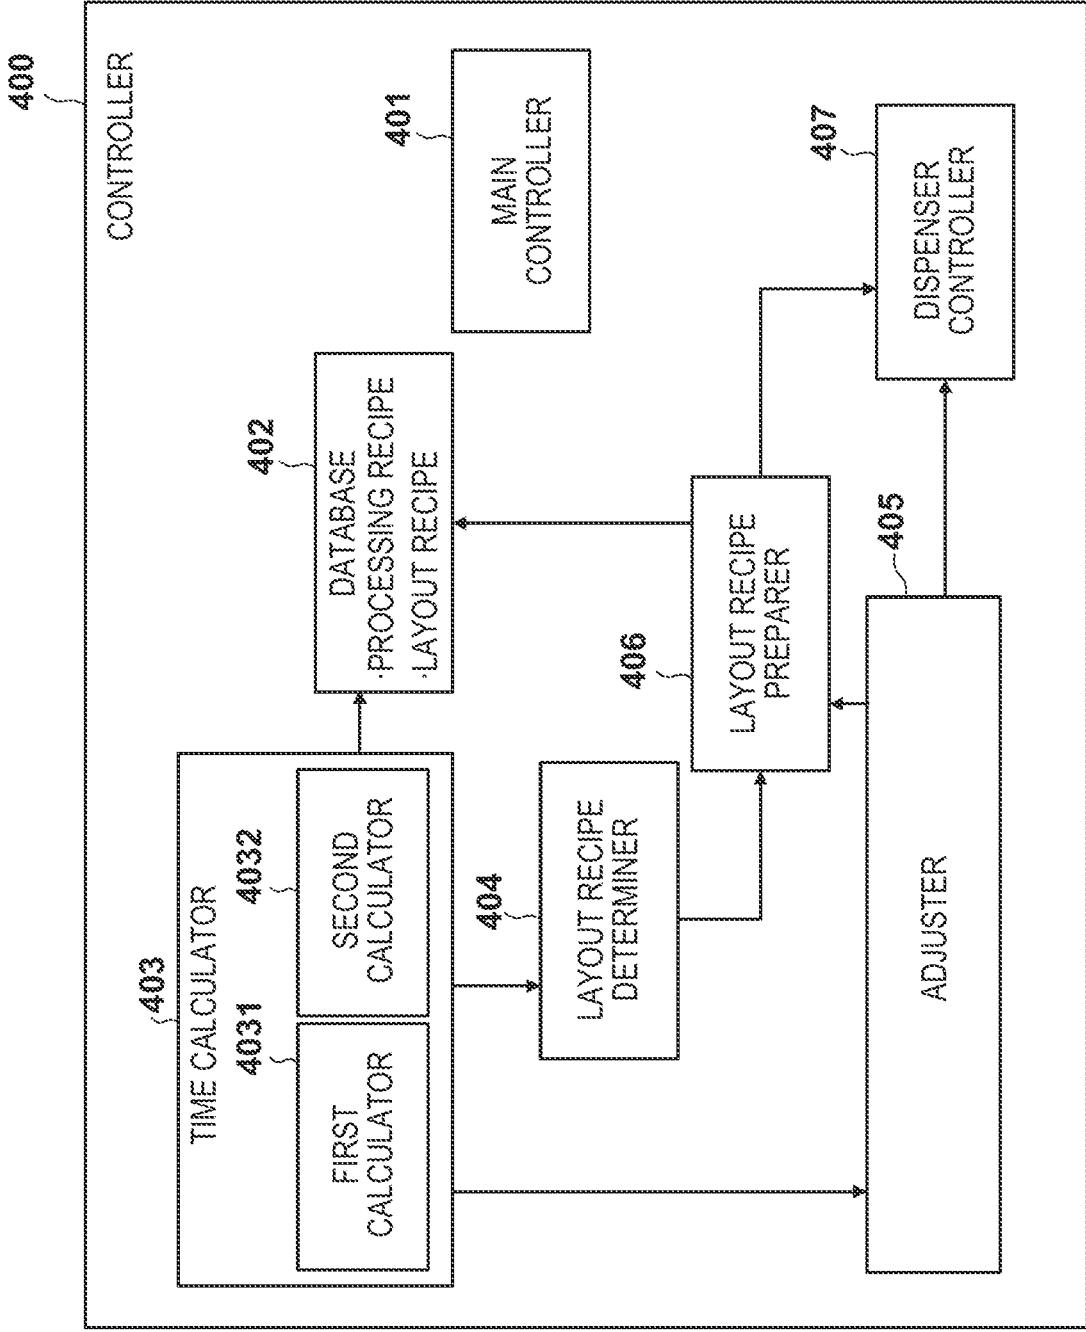 400
CONTROLLER
403
TIME CALCULATOR
4031
FIRST
CALCULATOR
4032
SECOND
CALCULATOR
402
DATABASE
·PROCESSING RECIPE
·LAYOUT RECIPE
401
MAIN
CONTROLLER
404
LAYOUT RECIPE
DETERMINER
406
LAYOUT RECIPE
PREPARER
407
DISPENSER
CONTROLLER
405
ADJUSTER